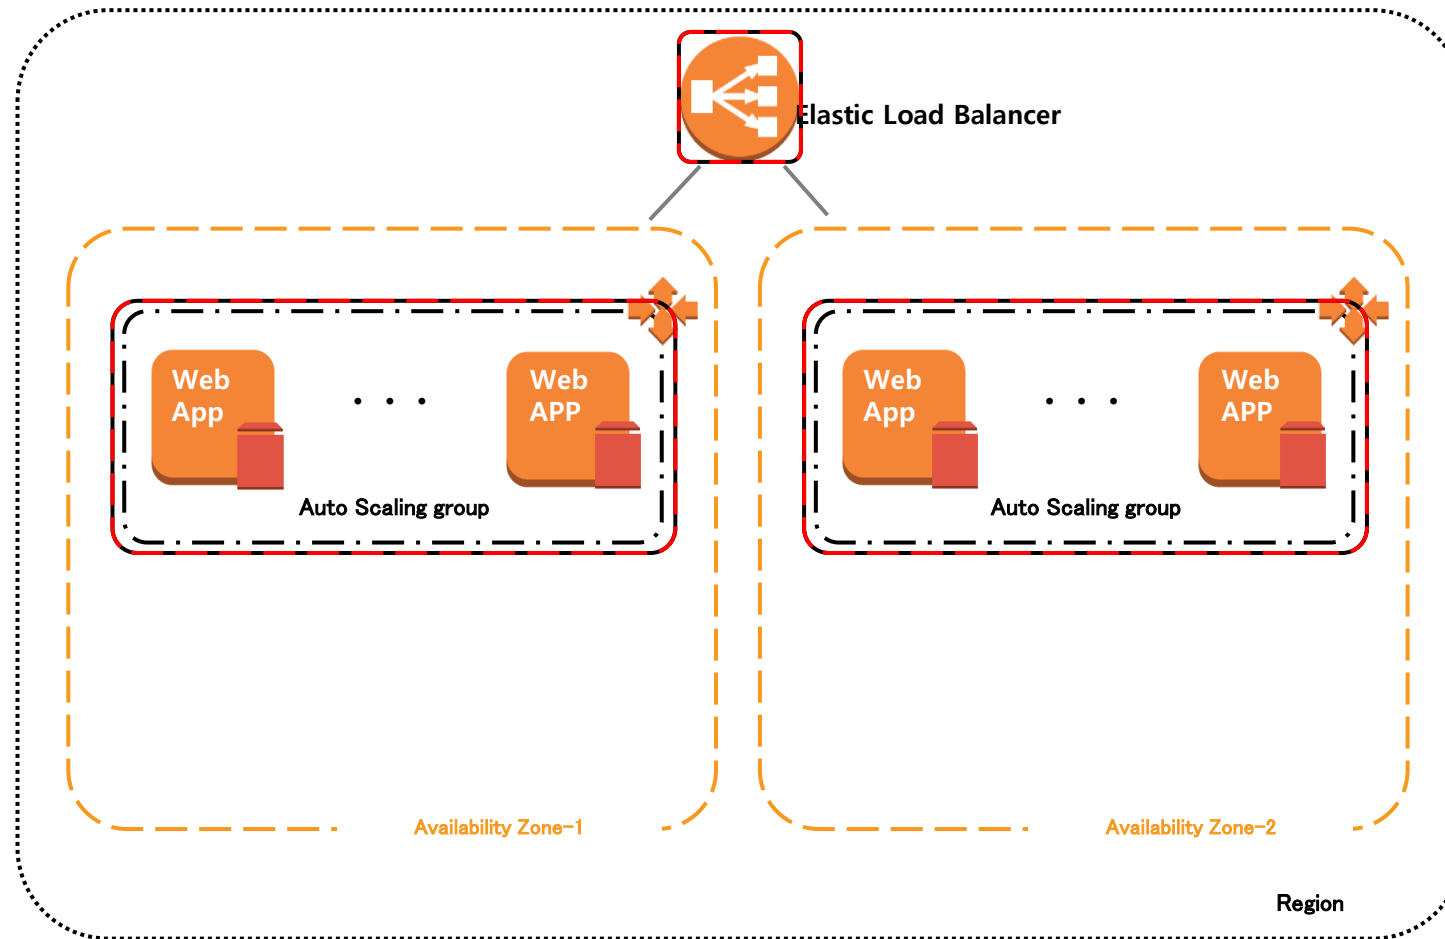 Elastic Load Balancer
Web
App
. . .
Web
APP
Auto Scaling group
Web
App
. . .
Web
APP
Auto Scaling group
Availability Zone-1
Availability Zone-2
Region